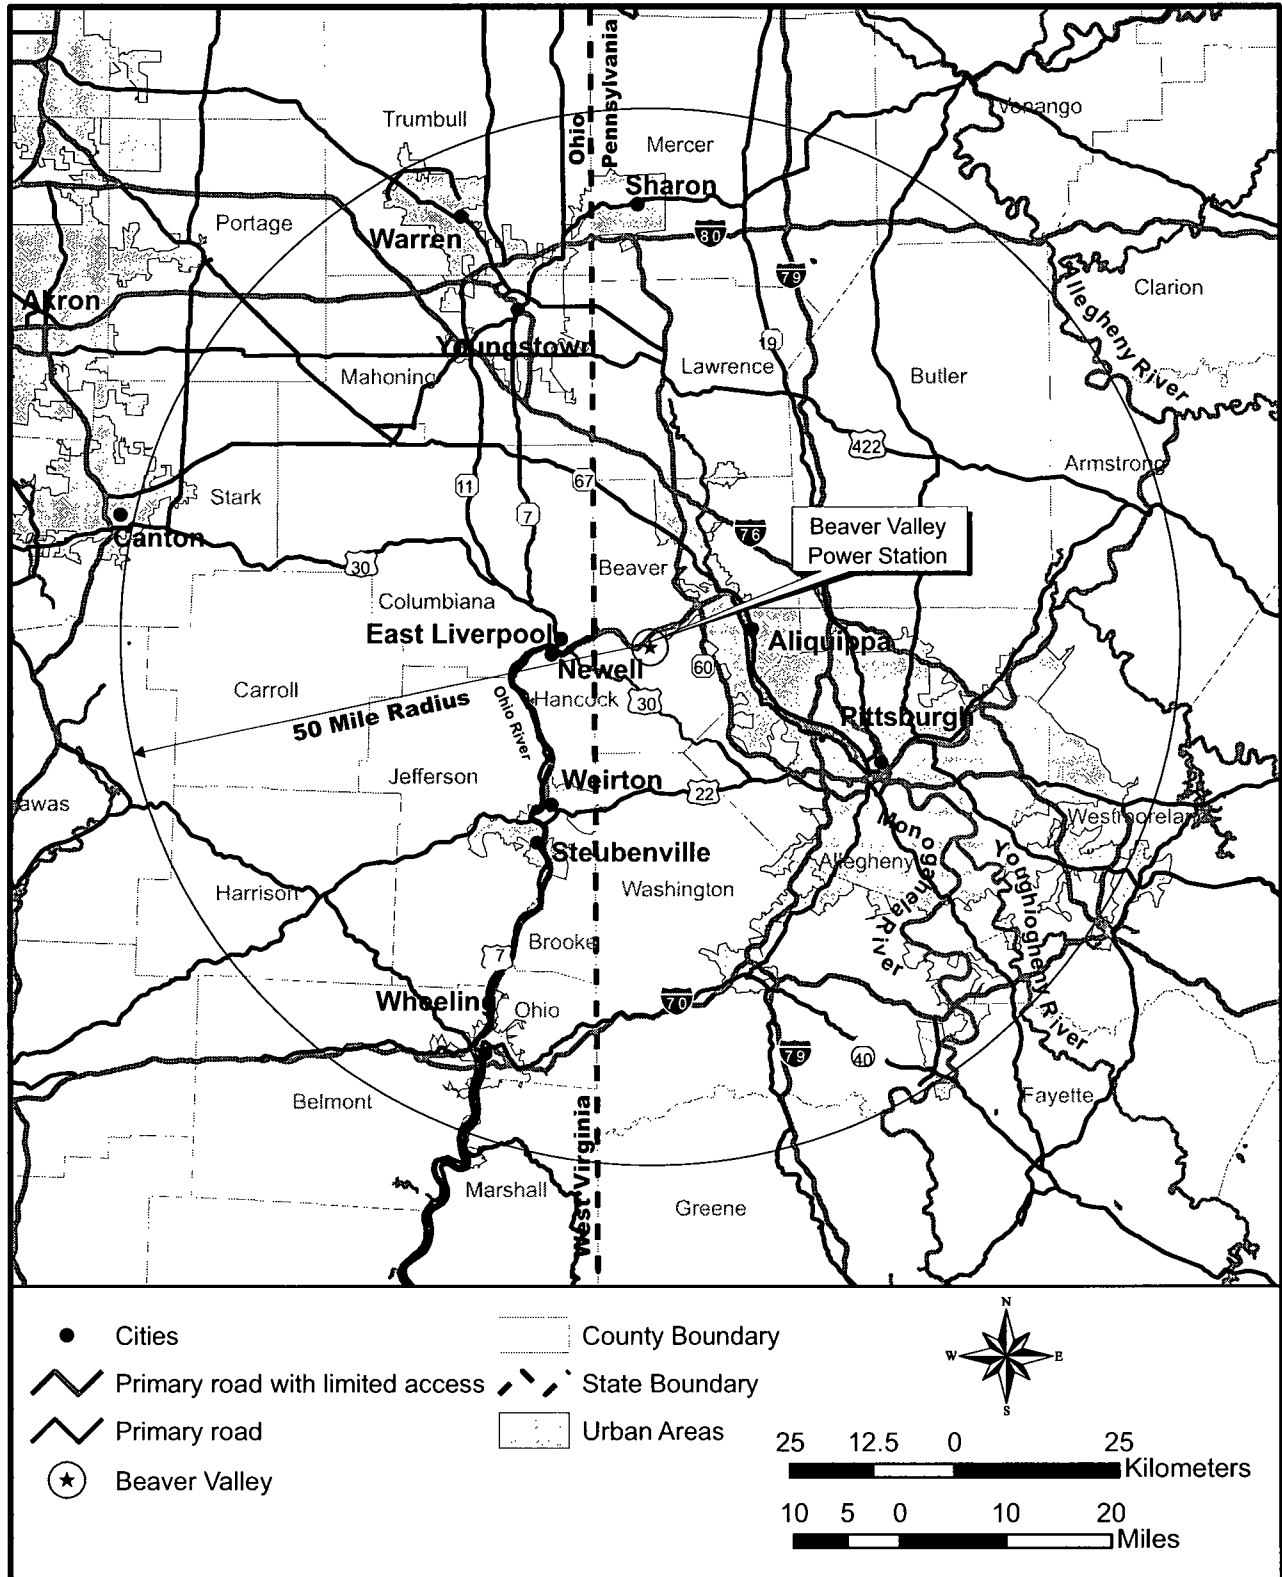 Trumbull
Ohio
Pennsylvania
Mercer
Venango
Sharon
Portage
Warren
80
79
Akron
Clarion
Allegheny River
Youngstown
19
Mahoning
Lawrence
Butler
422
Armstrong
Stark
11
67
7
Canton
76
Beaver Valley
Power Station
30
Beaver
Columbiana
East Liverpool
Aliquippa
Newell
60
Carroll
50 Mile Radius
Ohio River
Hancock
30
Pittsburgh
Jefferson
Weirton
awas
22
Westmorelan
Monogahela River
Youghiogheny River
Steubenville
Allegheny
Harrison
Washington
Brooke
7
Wheeling
Ohio
70
79
40
Belmont
Fayette
West Virginia
Marshall
Greene
Cities
County Boundary
N
W
E
S
Primary road with limited access
State Boundary
Primary road
Urban Areas
25 12.5 0 25
Kilometers
Beaver Valley
10 5 0 10 20
Miles